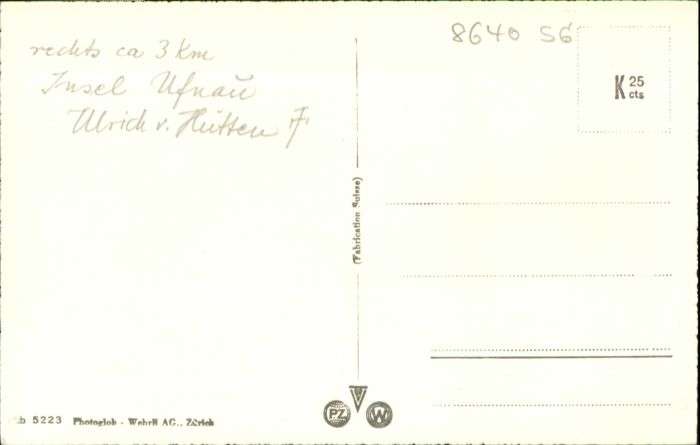 rechts ca 3 Km
Insel Ufnau
Ulrich v. Hutten
8640 S6
K 25
cts
(Fabrication Suisse)
b 5223 Photoglob - Wehrli AG., Zürich
PZ W